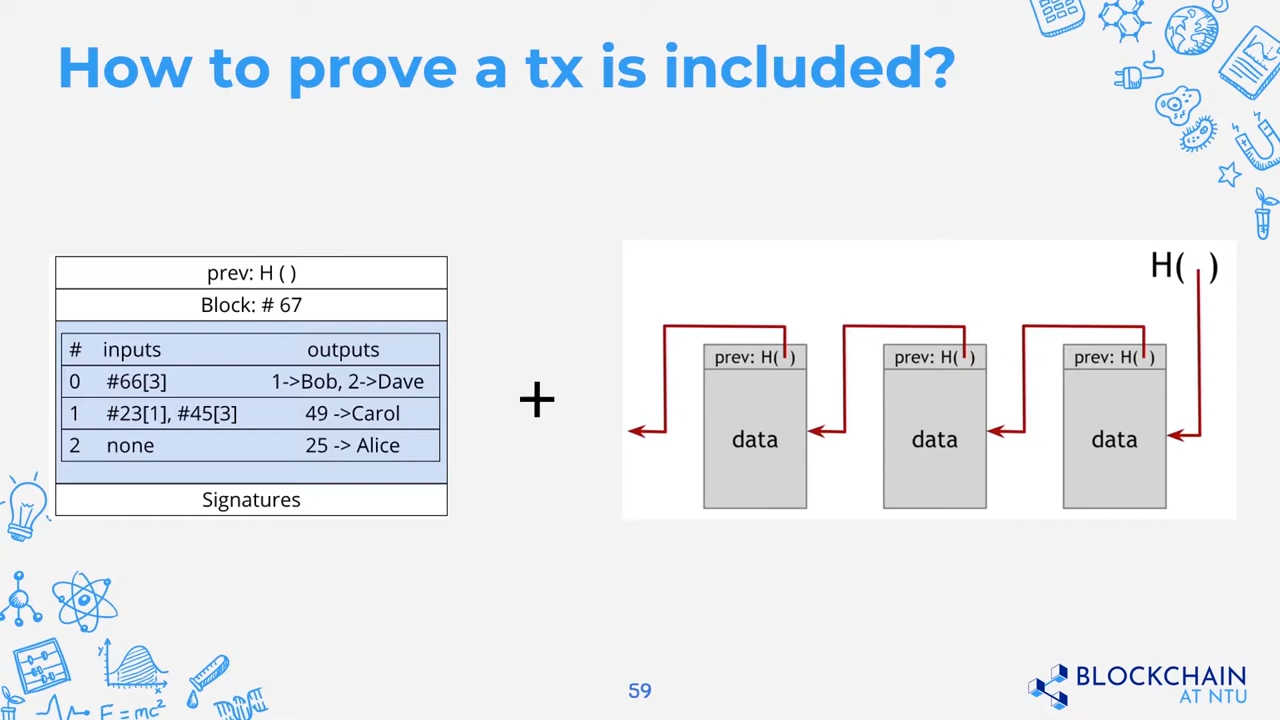 How to prove a tx is included?
prev: H ( )
Block: # 67
# inputs outputs
0 #66[3] 1->Bob, 2->Dave
1 #23[1], #45[3] 49 ->Carol
2 none 25 -> Alice
Signatures
+
H( )
prev: H( ) prev: H( ) prev: H( )
data data data
y
x
E=mc²
59
BLOCKCHAIN
AT NTU